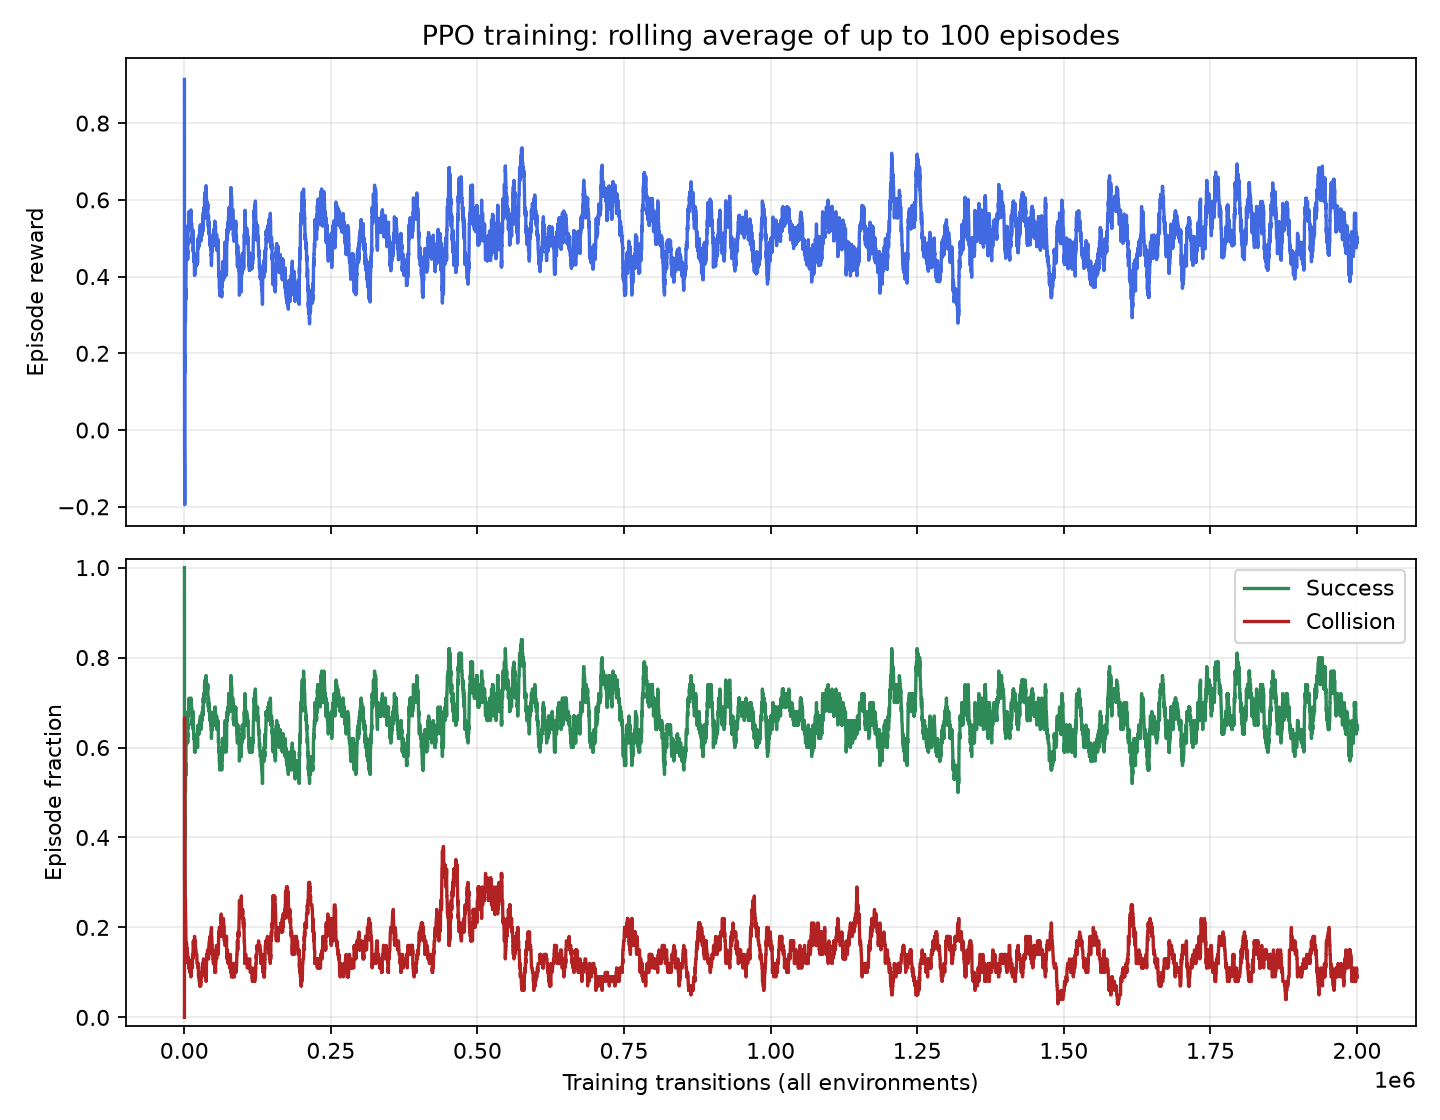 PPO training: rolling average of up to 100 episodes
0.8
0.6
0.4
0.2
0.0
−0.2
Episode reward
1.0
0.8
0.6
0.4
0.2
0.0
Episode fraction
Success
Collision
0.00 0.25 0.50 0.75 1.00 1.25 1.50 1.75 2.00
1e6
Training transitions (all environments)